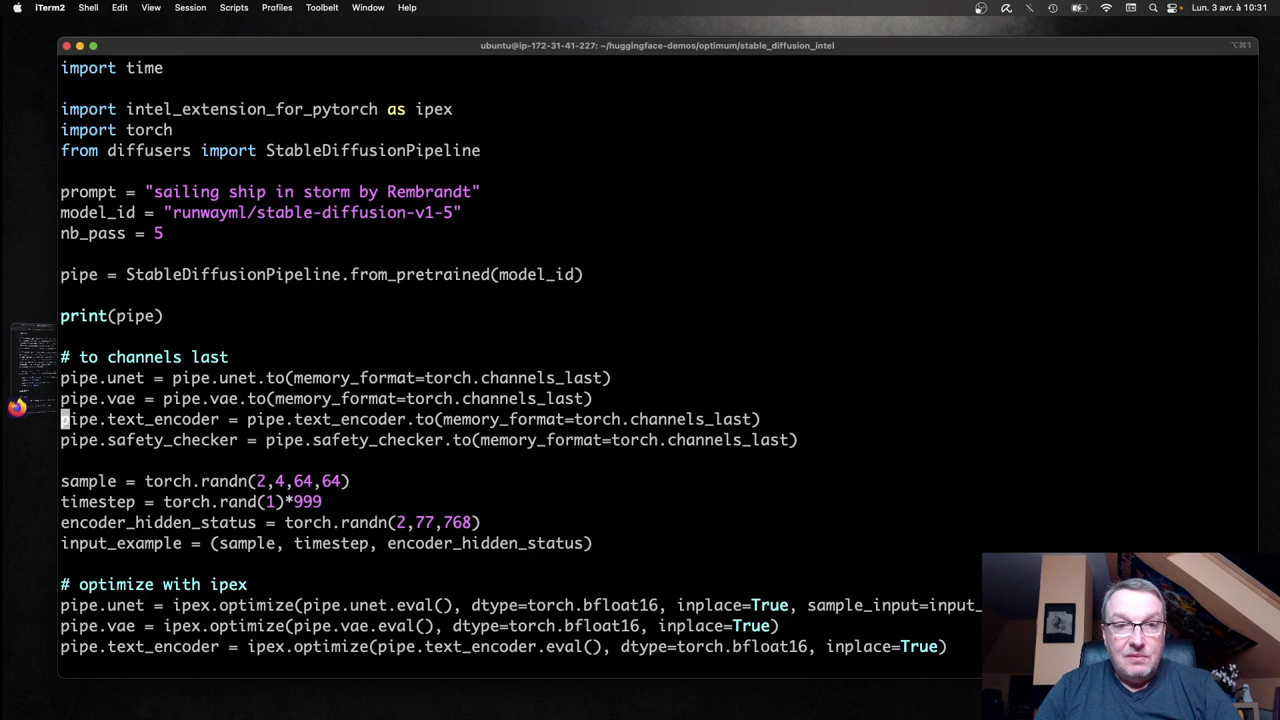 iTerm2 Shell Edit View Session Scripts Profiles Toolbelt Window Help Lun. 3 avr. à 10:31
ubuntu@ip-172-31-41-227: ~/huggingface-demos/optimum/stable_diffusion_intel ⌥⌘1
import time
import intel_extension_for_pytorch as ipex
import torch
from diffusers import StableDiffusionPipeline
prompt = "sailing ship in storm by Rembrandt"
model_id = "runwayml/stable-diffusion-v1-5"
nb_pass = 5
pipe = StableDiffusionPipeline.from_pretrained(model_id)
print(pipe)
# to channels last
pipe.unet = pipe.unet.to(memory_format=torch.channels_last)
pipe.vae = pipe.vae.to(memory_format=torch.channels_last)
pipe.text_encoder = pipe.text_encoder.to(memory_format=torch.channels_last)
pipe.safety_checker = pipe.safety_checker.to(memory_format=torch.channels_last)
sample = torch.randn(2,4,64,64)
timestep = torch.rand(1)*999
encoder_hidden_status = torch.randn(2,77,768)
input_example = (sample, timestep, encoder_hidden_status)
# optimize with ipex
pipe.unet = ipex.optimize(pipe.unet.eval(), dtype=torch.bfloat16, inplace=True, sample_input=input_
pipe.vae = ipex.optimize(pipe.vae.eval(), dtype=torch.bfloat16, inplace=True)
pipe.text_encoder = ipex.optimize(pipe.text_encoder.eval(), dtype=torch.bfloat16, inplace=True)